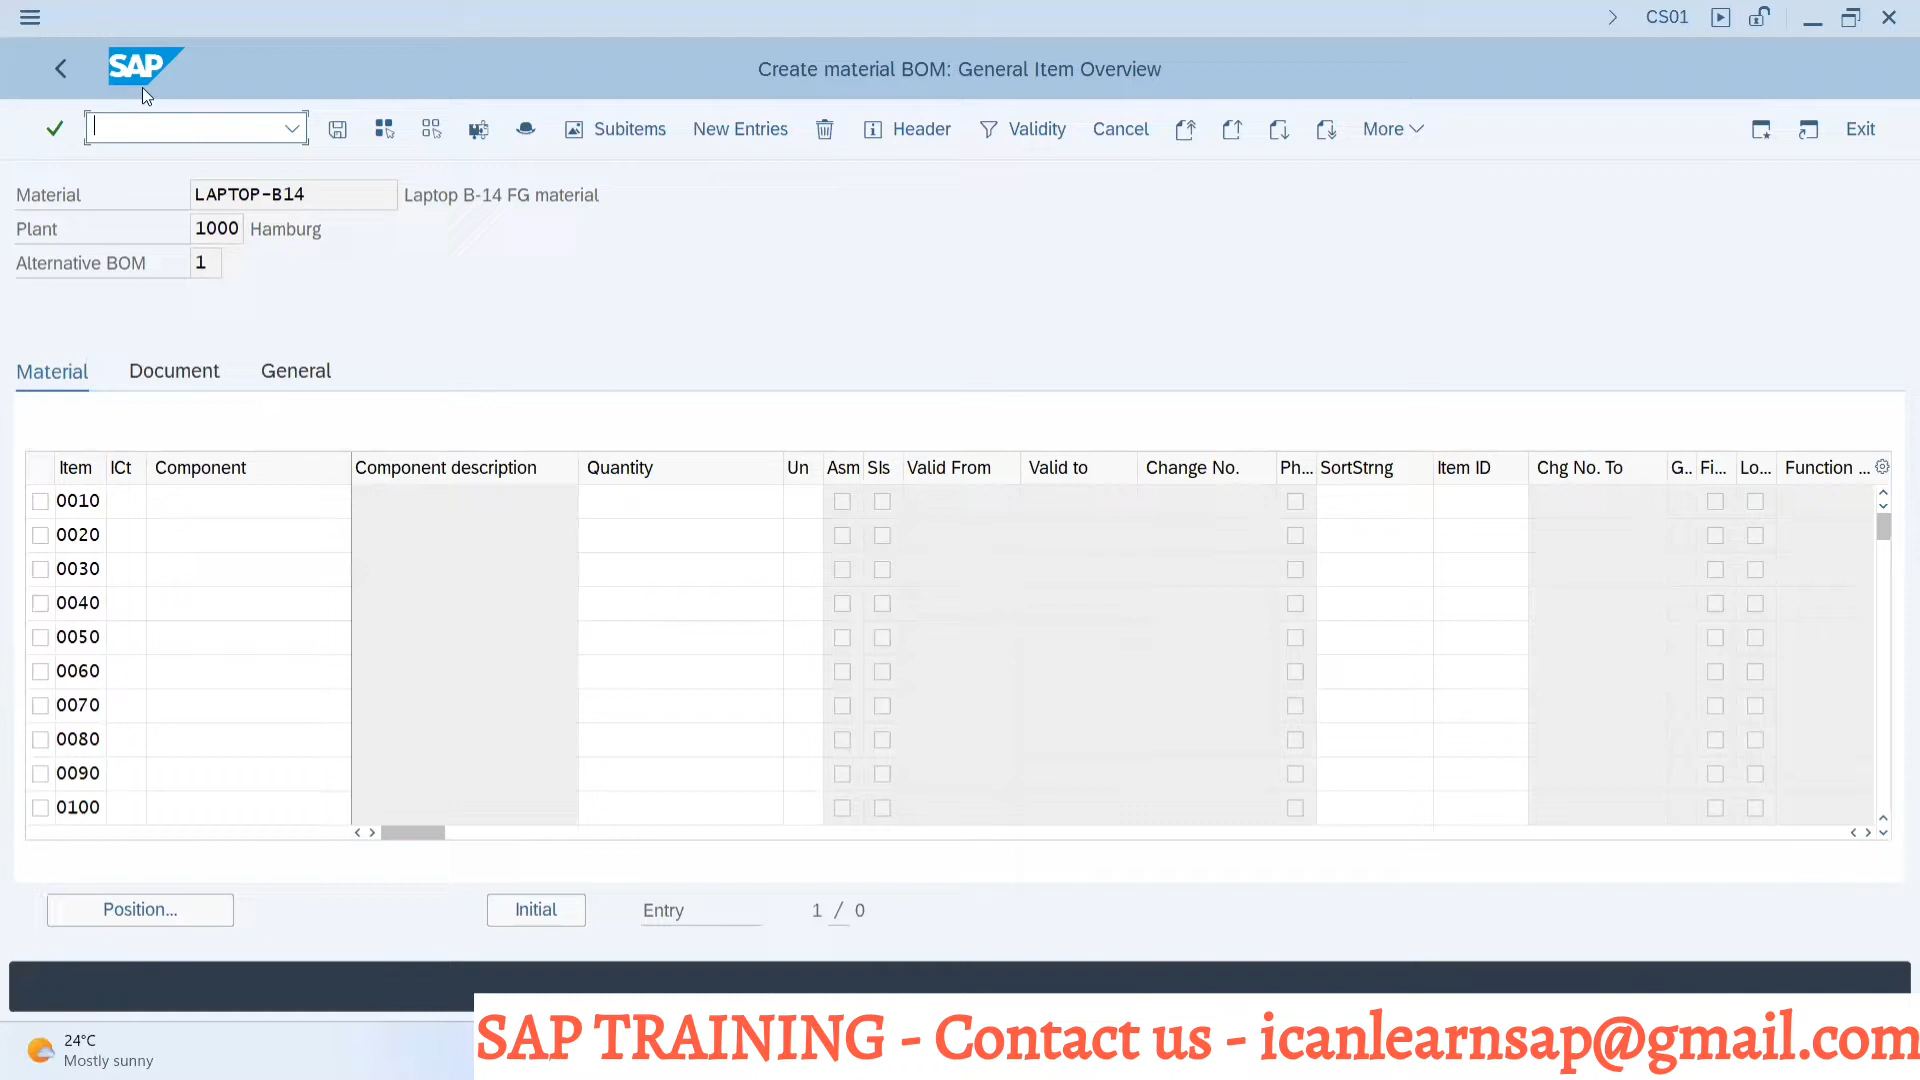 CS01
SAP
Create material BOM: General Item Overview
Subitems New Entries Header Validity Cancel More Exit
Material LAPTOP-B14 Laptop B-14 FG material
Plant 1000 Hamburg
Alternative BOM 1
Material Document General
Item ICt Component Component description Quantity Un Asm SIs Valid From Valid to Change No. Ph... SortStrng Item ID Chg No. To G.. Fi... Lo... Function ...
0010
0020
0030
0040
0050
0060
0070
0080
0090
0100
Position... Initial Entry 1 / 0
24°C
Mostly sunny
SAP TRAINING - Contact us - icanlearnsap@gmail.com